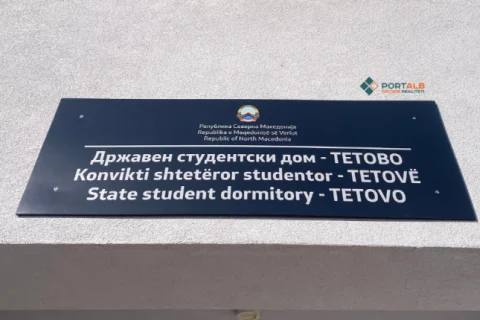 PORTALB
Република Северна Македонија
Republika e Maqedonisë së Veriut
Republic of North Macedonia
Државен студентски дом - ТЕТОВО
Konvikti shtetëror studentor - TETOVË
State student dormitory - TETOVO